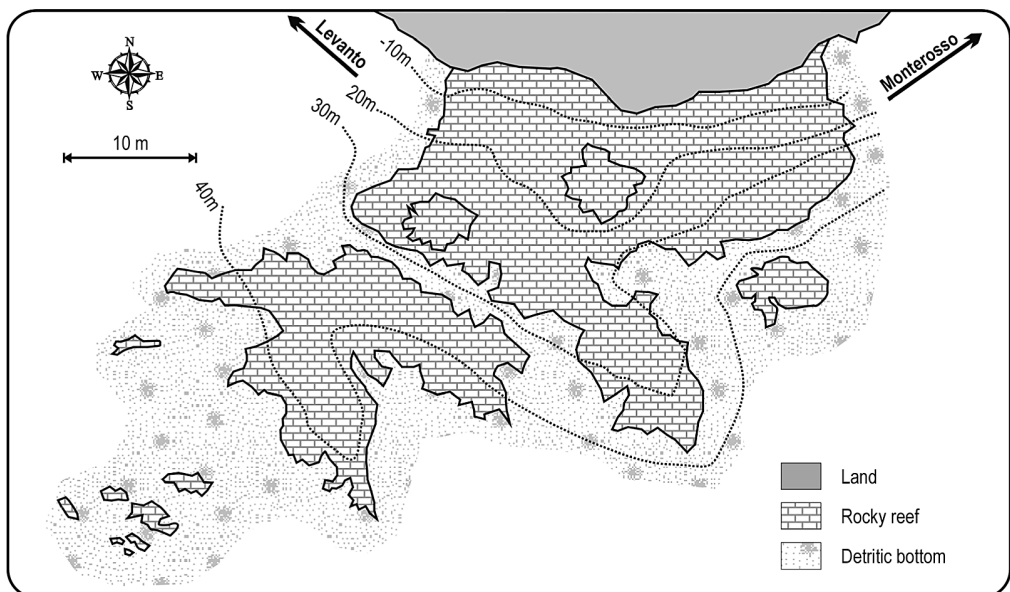 N
W E
S
10 m
Levanto
Monterosso
-10m
20m
30m
40m
Land
Rocky reef
Detritic bottom